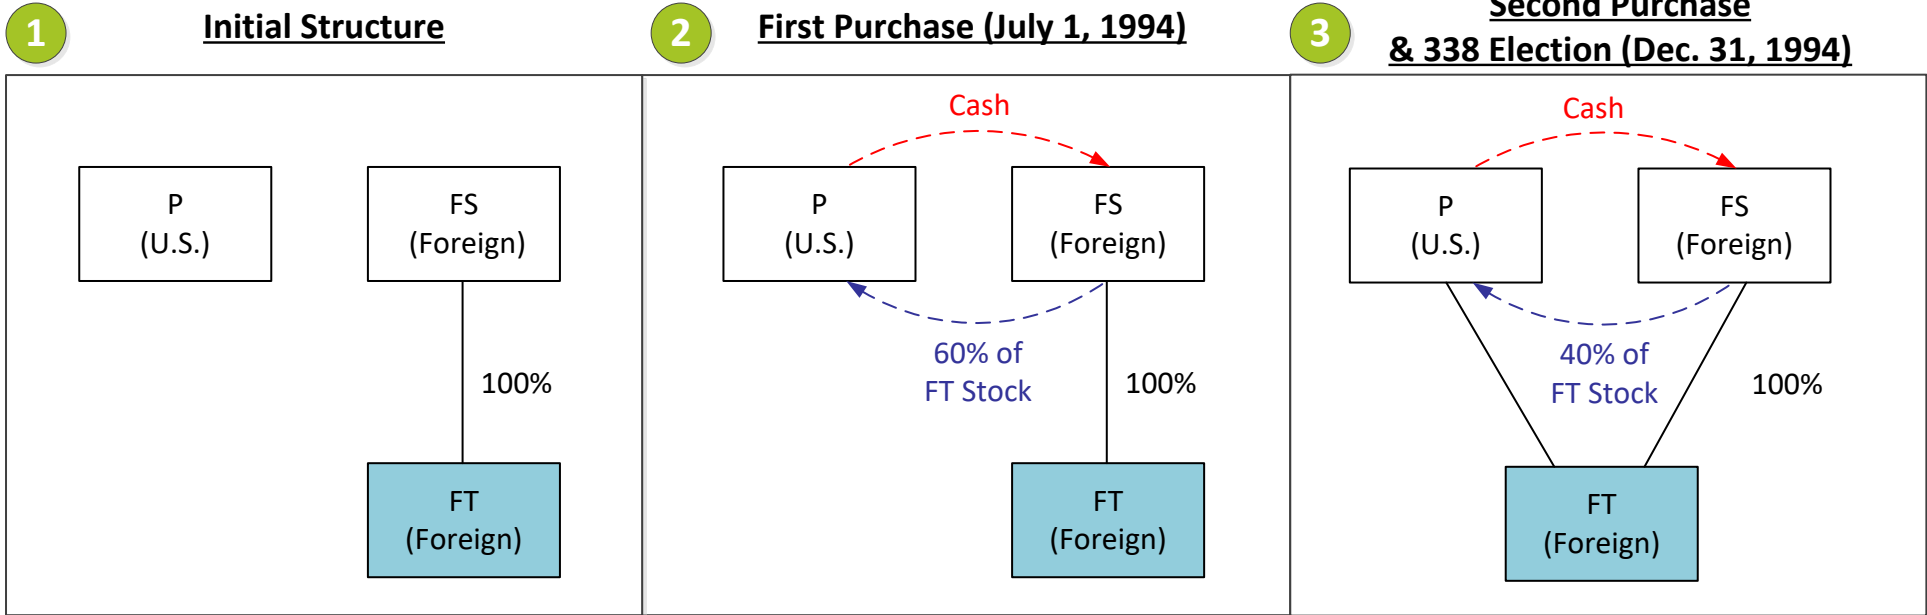 1
Initial Structure
P
(U.S.)
FS
(Foreign)
100%
FT
(Foreign)
2
First Purchase (July 1, 1994)
Cash
P
(U.S.)
FS
(Foreign)
60% of
FT Stock
100%
FT
(Foreign)
3
Second Purchase
& 338 Election (Dec. 31, 1994)
Cash
P
(U.S.)
FS
(Foreign)
40% of
FT Stock
100%
FT
(Foreign)